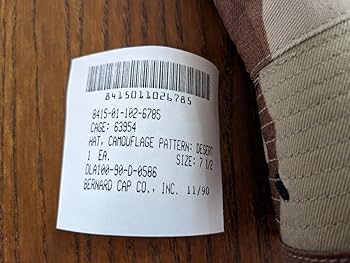 8415011026785
8415-01-102-6785
CAGE: 63954
HAT, CAMOUFLAGE PATTERN: DESERT
1 EA. SIZE: 7 1/2
DLA100-90-D-0586
BERNARD CAP CO., INC. 11/90